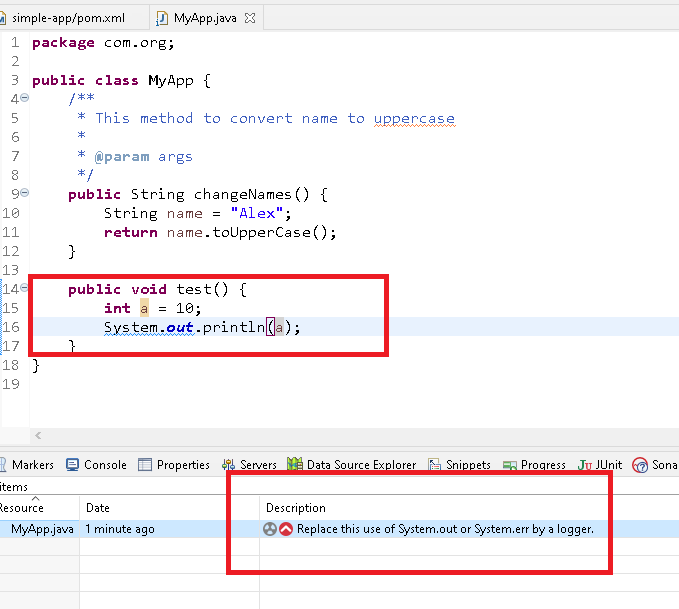 simple-app/pom.xml MyApp.java
1 package com.org;
2
3 public class MyApp {
4 /**
5 * This method to convert name to uppercase
6 *
7 * @param args
8 */
9 public String changeNames() {
10 String name = "Alex";
11 return name.toUpperCase();
12 }
13
14 public void test() {
15 int a = 10;
16 System.out.println(a);
17 }
18 }
19
Markers Console Properties Servers Data Source Explorer Snippets Progress JUnit Sona
items
Resource Date Description
MyApp.java 1 minute ago Replace this use of System.out or System.err by a logger.